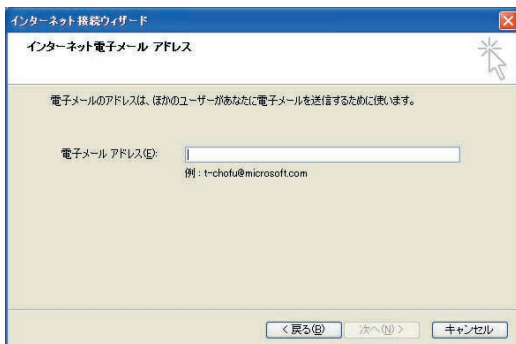 インターネット接続ウィザード
インターネット電子メール アドレス
電子メールのアドレスは、ほかのユーザーがあなたに電子メールを送信するために使います。
電子メール アドレス(E):
例 : t-chofu@microsoft.com
< 戻る(B) 次へ(N) > キャンセル